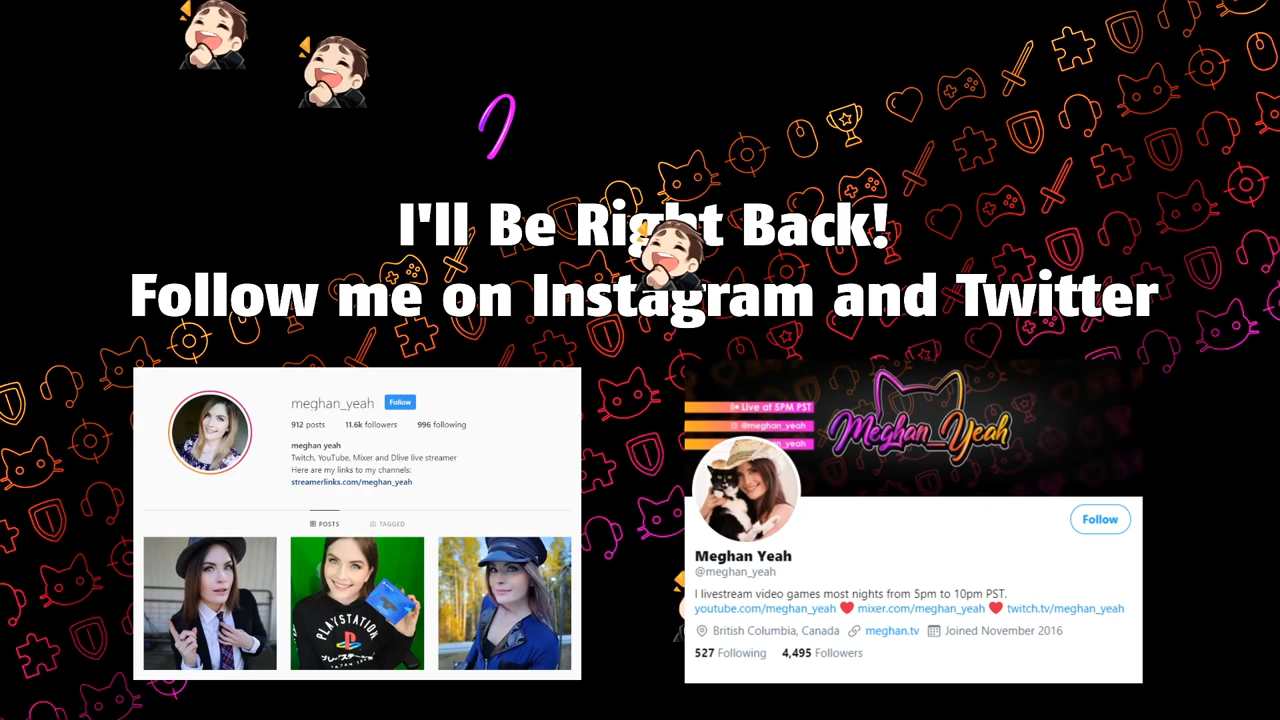 I'll Be Right Back!
Follow me on Instagram and Twitter
meghan_yeah Follow
912 posts 11.6k followers 996 following
meghan yeah
Twitch, YouTube, Mixer and Dlive live streamer
Here are my links to my channels:
streamerlinks.com/meghan_yeah
POSTS TAGGED
PLAYSTATION
Live at 5PM PST
@meghan_yeah
_yeah
Meghan_Yeah
Follow
Meghan Yeah
@meghan_yeah
I livestream video games most nights from 5pm to 10pm PST.
youtube.com/meghan_yeah ❤️ mixer.com/meghan_yeah ❤️ twitch.tv/meghan_yeah
British Columbia, Canada meghan.tv Joined November 2016
527 Following 4,495 Followers